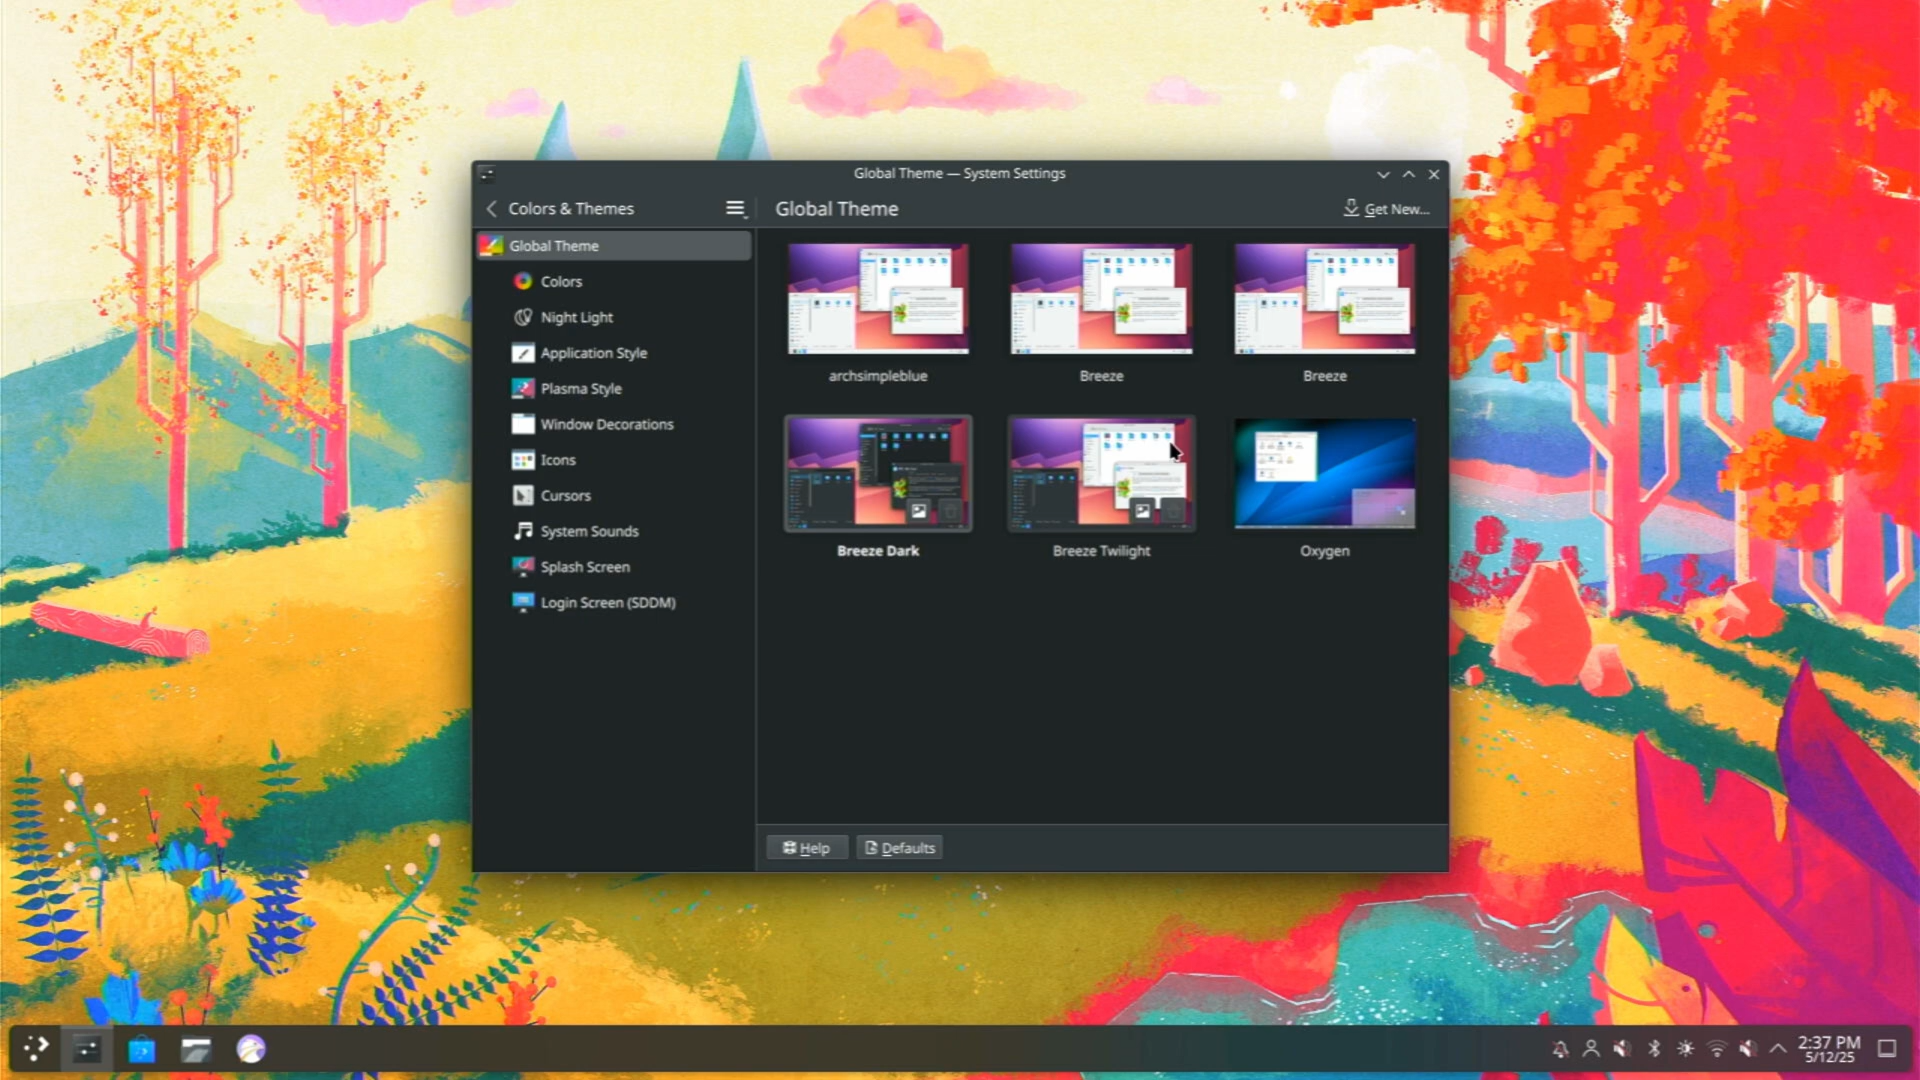 Global Theme — System Settings
Colors & Themes
Global Theme
Get New...
Global Theme
Colors
Night Light
Application Style
Plasma Style
Window Decorations
Icons
Cursors
System Sounds
Splash Screen
Login Screen (SDDM)
archsimpleblue
Breeze
Breeze
Breeze Dark
Breeze Twilight
Oxygen
Help
Defaults
2:37 PM
5/12/25